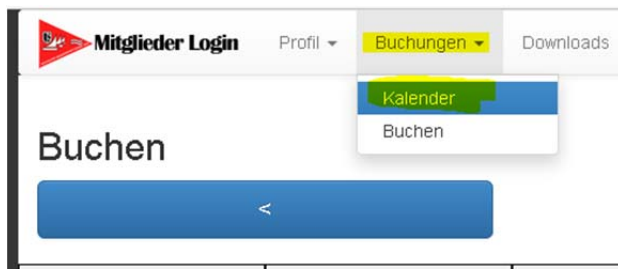 Mitglieder Login Profil Buchungen Downloads
Kalender
Buchen
Buchen
<